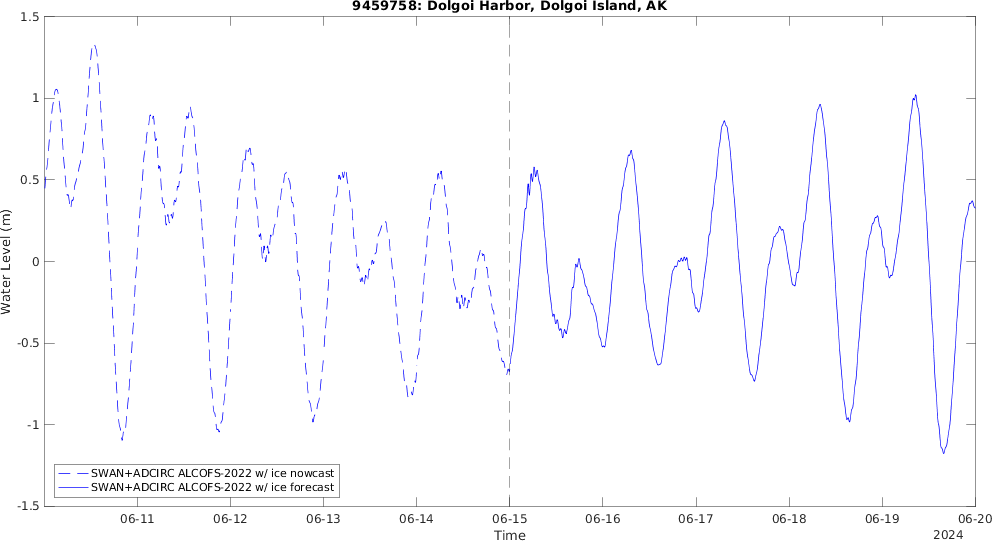 9459758: Dolgoi Harbor, Dolgoi Island, AK
1.5
1
0.5
0
-0.5
-1
-1.5
Water Level (m)
SWAN+ADCIRC ALCOFS-2022 w/ ice nowcast
SWAN+ADCIRC ALCOFS-2022 w/ ice forecast
06-11 06-12 06-13 06-14 06-15 06-16 06-17 06-18 06-19 06-20
Time
2024